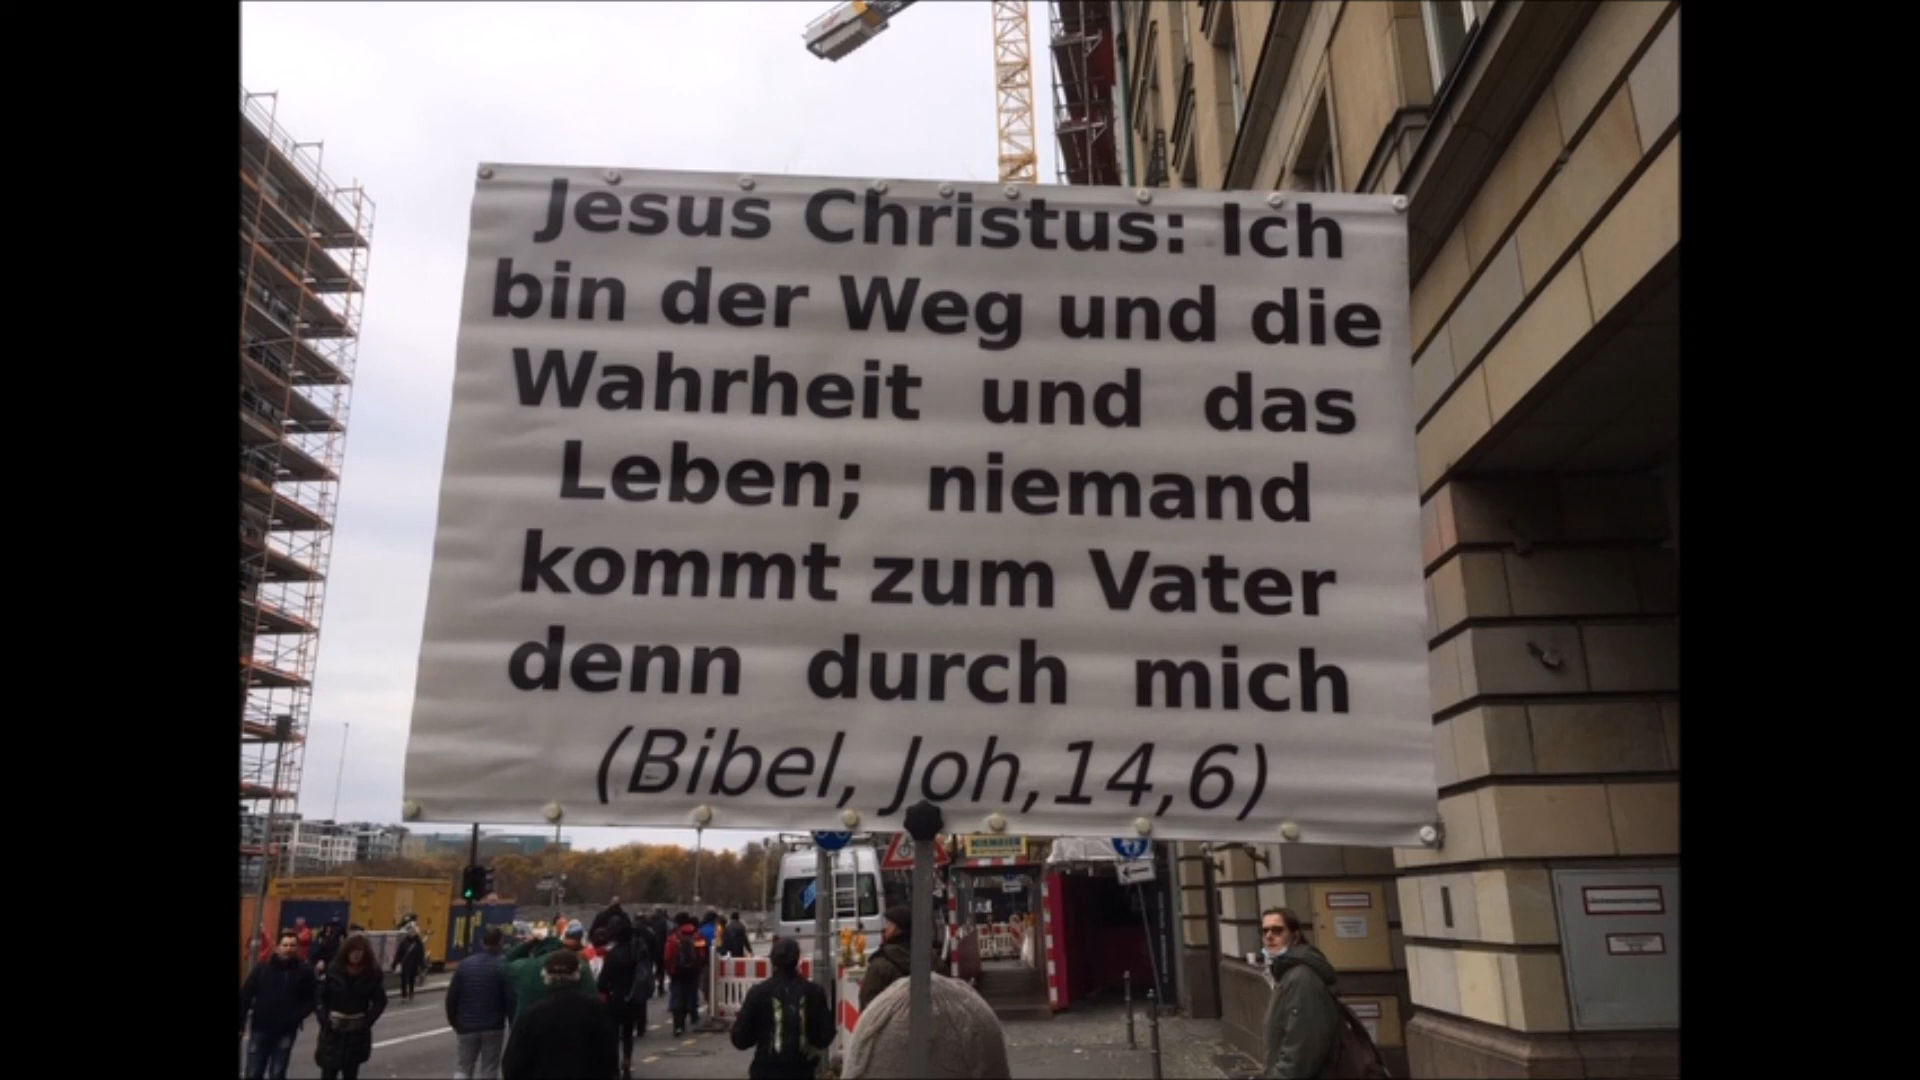 Jesus Christus: Ich
bin der Weg und die
Wahrheit und das
Leben; niemand
kommt zum Vater
denn durch mich
(Bibel, Joh,14,6)